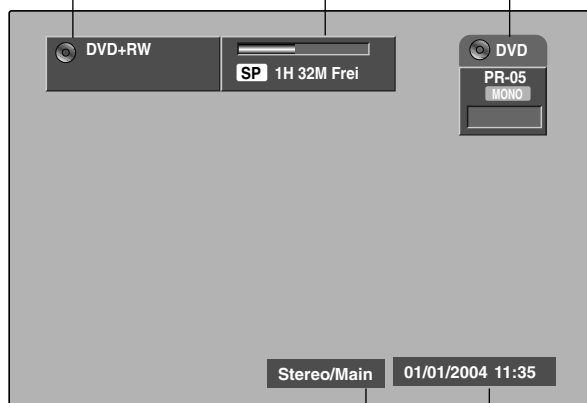 DVD+RW
SP 1H 32M Frei
DVD
PR-05
MONO
Stereo/Main
01/01/2004 11:35